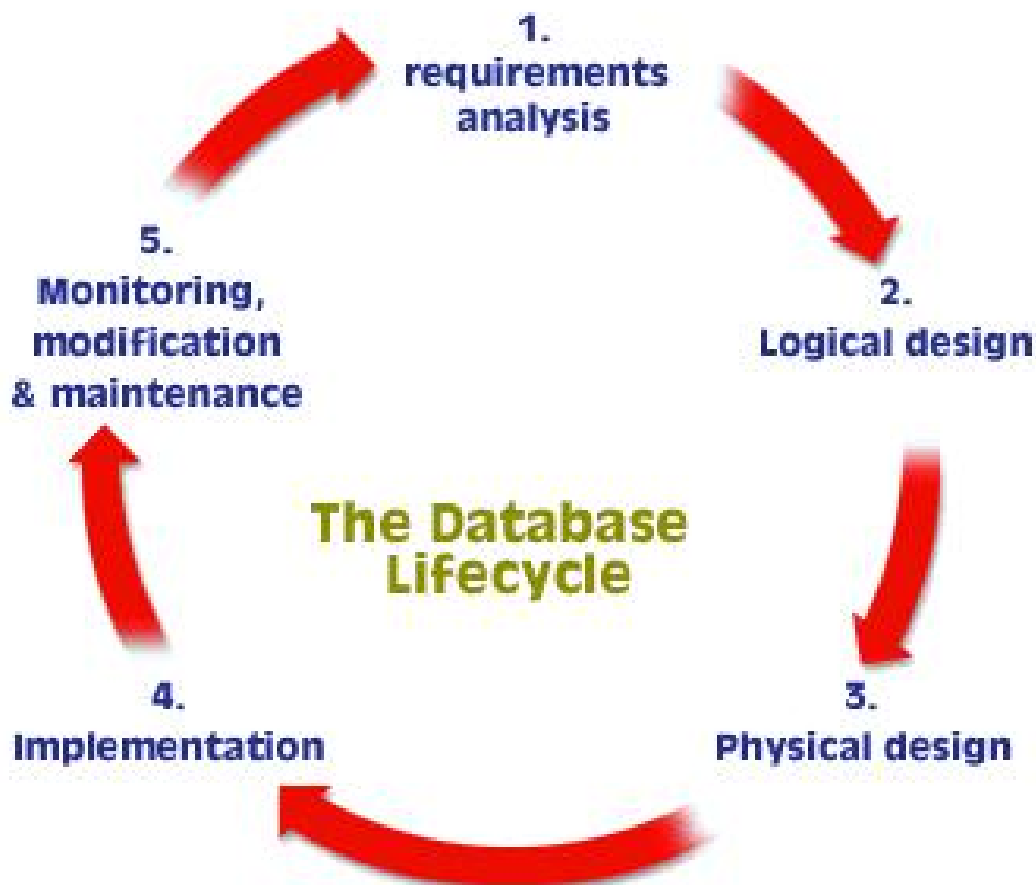 1.
requirements
analysis
2.
Logical design
3.
Physical design
4.
Implementation
5.
Monitoring,
modification
& maintenance
The Database
Lifecycle